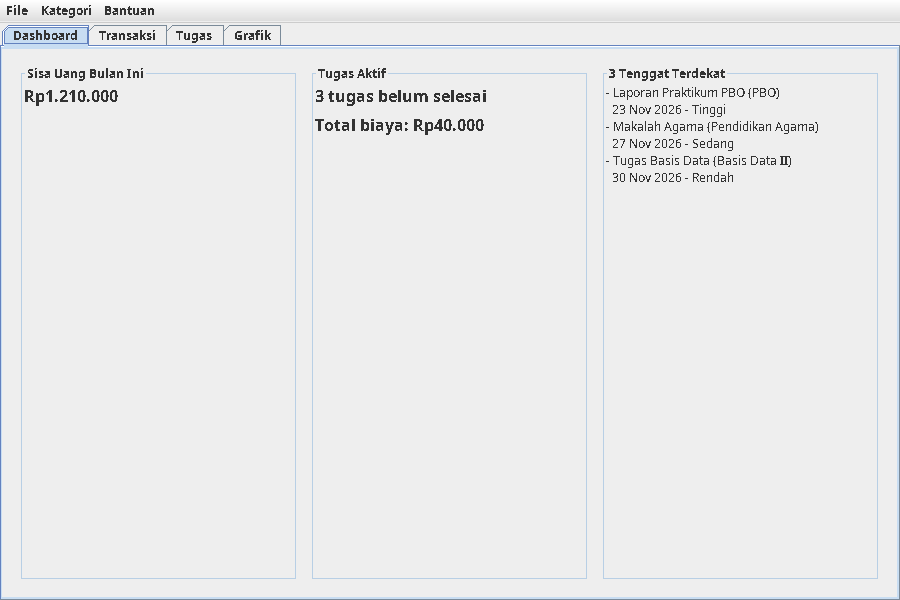 File Kategori Bantuan
Dashboard Transaksi Tugas Grafik
Sisa Uang Bulan Ini
Rp1.210.000
Tugas Aktif
3 tugas belum selesai
Total biaya: Rp40.000
3 Tenggat Terdekat
- Laporan Praktikum PBO (PBO)
23 Nov 2026 - Tinggi
- Makalah Agama (Pendidikan Agama)
27 Nov 2026 - Sedang
- Tugas Basis Data (Basis Data II)
30 Nov 2026 - Rendah